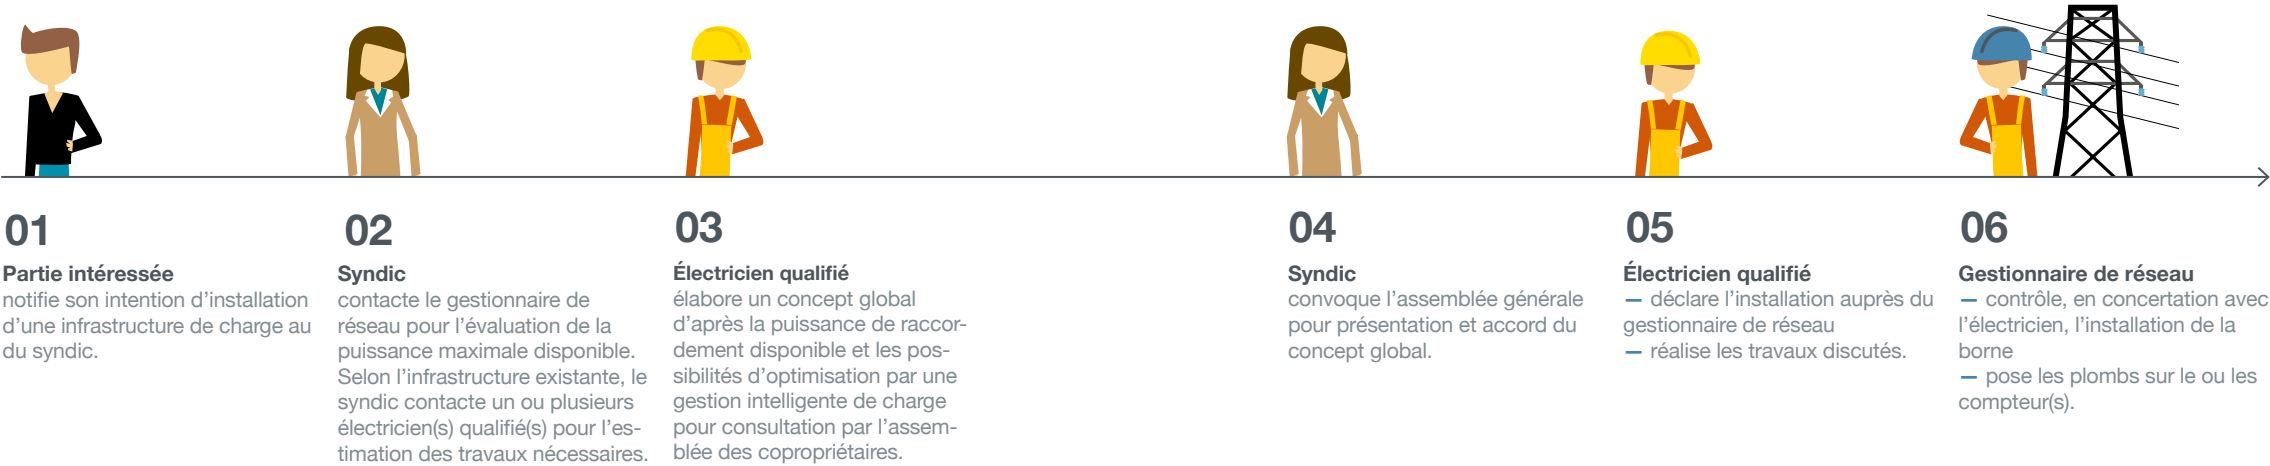 01
Partie intéressée
notifie son intention d’installation
d’une infrastructure de charge au
du syndic.
02
Syndic
contacte le gestionnaire de
réseau pour l’évaluation de la
puissance maximale disponible.
Selon l’infrastructure existante, le
syndic contacte un ou plusieurs
électricien(s) qualifié(s) pour l’es-
timation des travaux nécessaires.
03
Électricien qualifié
élabore un concept global
d’après la puissance de raccor-
dement disponible et les pos-
sibilités d’optimisation par une
gestion intelligente de charge
pour consultation par l’assem-
blée des copropriétaires.
04
Syndic
convoque l’assemblée générale
pour présentation et accord du
concept global.
05
Électricien qualifié
— déclare l’installation auprès du
gestionnaire de réseau
— réalise les travaux discutés.
06
Gestionnaire de réseau
— contrôle, en concertation avec
l’électricien, l’installation de la
borne
— pose les plombs sur le ou les
compteur(s).